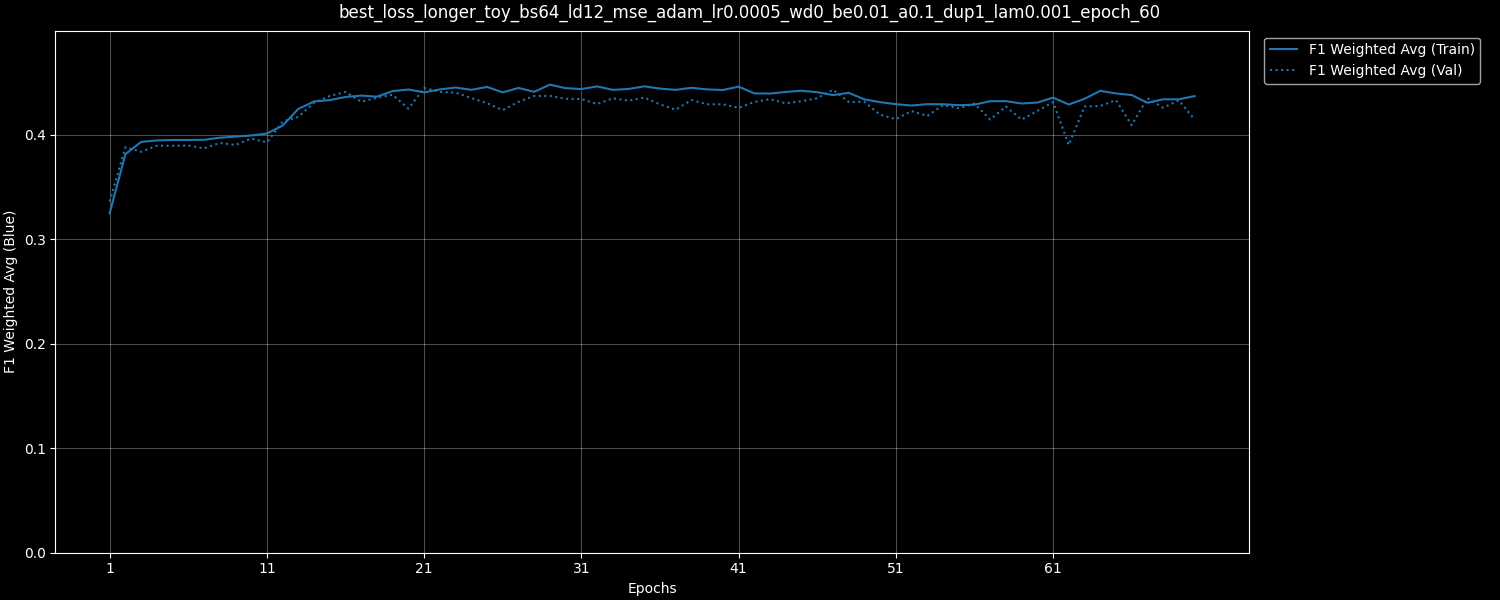 best_loss_longer_toy_bs64_ld12_mse_adam_lr0.0005_wd0_be0.01_a0.1_dup1_lam0.001_epoch_60
F1 Weighted Avg (Train)
F1 Weighted Avg (Val)
F1 Weighted Avg (Blue)
0.4
0.3
0.2
0.1
0.0
1 11 21 31 41 51 61
Epochs